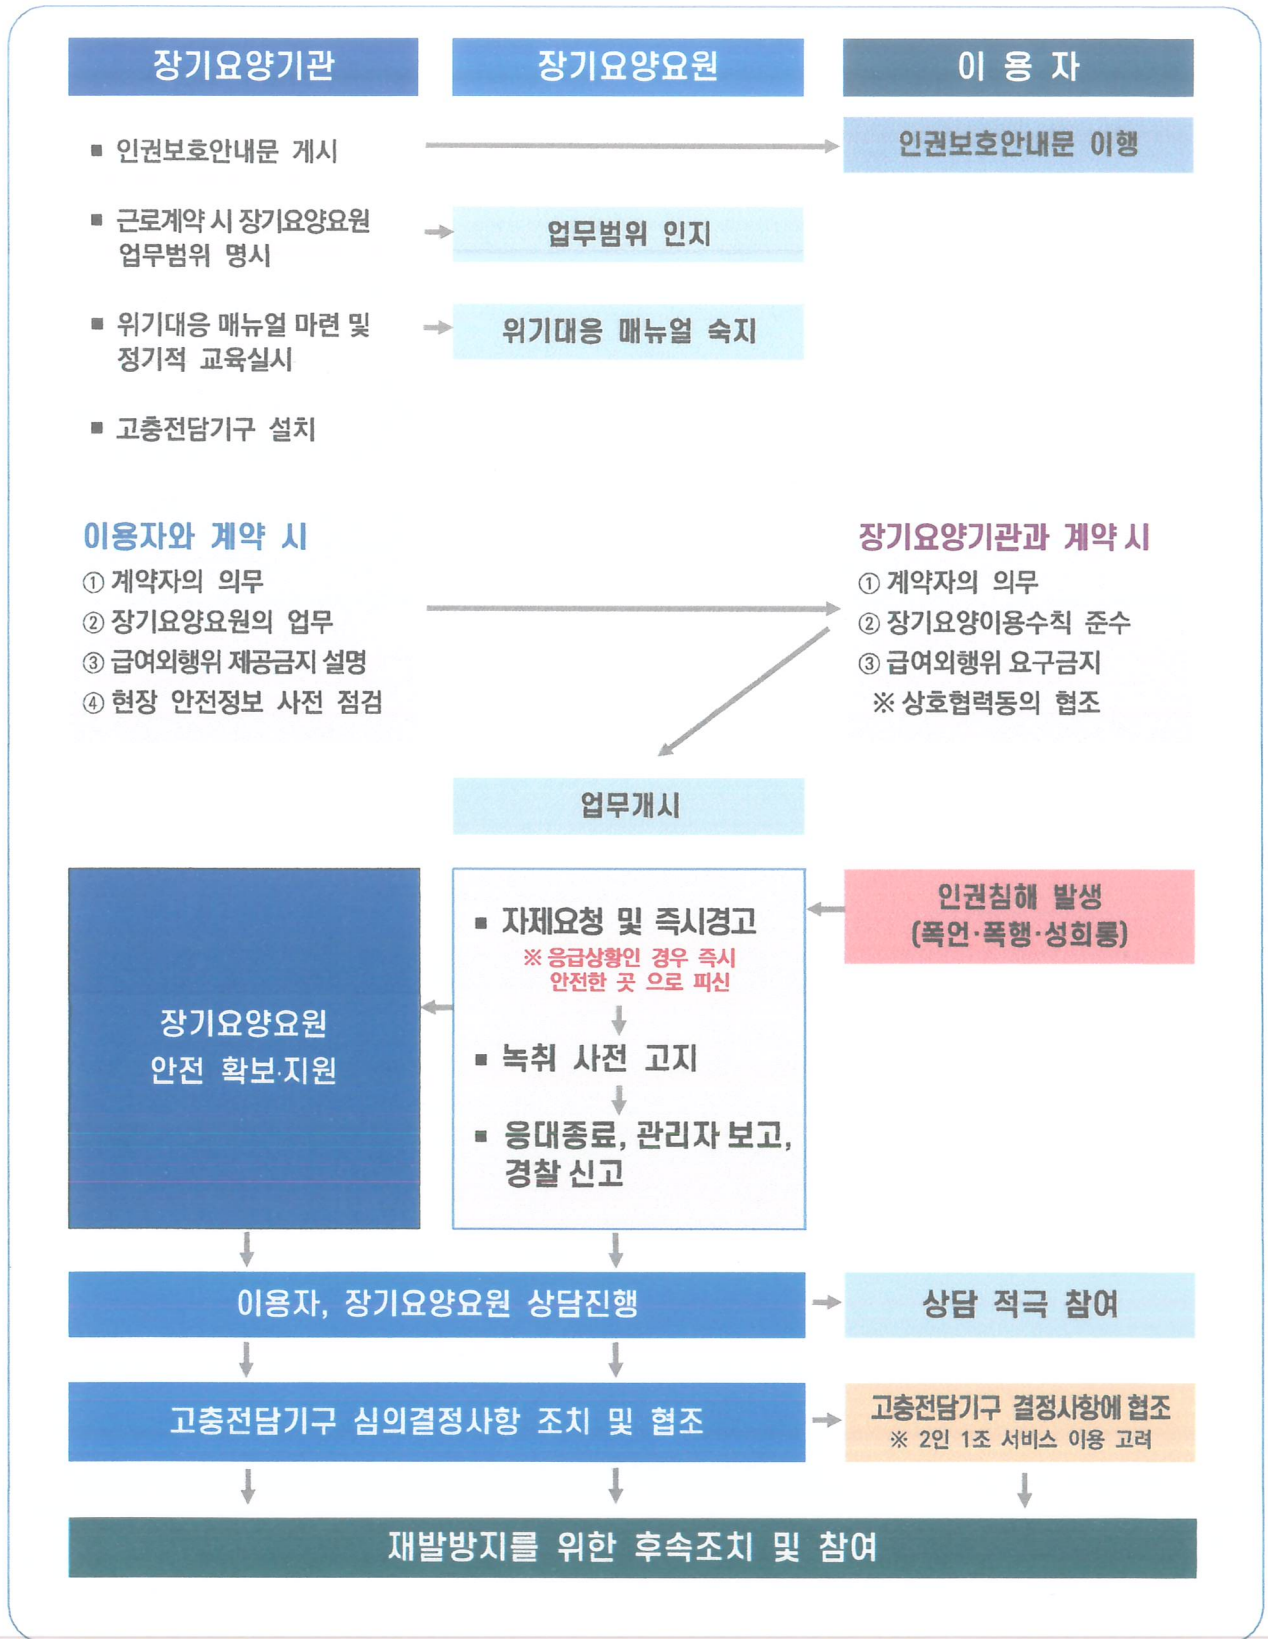 장기요양기관
장기요양요원
이 용 자
■ 인권보호안내문 게시
인권보호안내문 이행
■ 근로계약 시 장기요양요원
업무범위 명시
업무범위 인지
■ 위기대응 매뉴얼 마련 및
정기적 교육실시
위기대응 매뉴얼 숙지
■ 고충전담기구 설치
이용자와 계약 시
① 계약자의 의무
② 장기요양요원의 업무
③ 급여외행위 제공금지 설명
④ 현장 안전정보 사전 점검
장기요양기관과 계약 시
① 계약자의 의무
② 장기요양이용수칙 준수
③ 급여외행위 요구금지
※ 상호협력동의 협조
업무개시
장기요양요원
안전 확보·지원
■ 자제요청 및 즉시경고
※ 응급상황인 경우 즉시
안전한 곳 으로 피신
■ 녹취 사전 고지
■ 응대종료, 관리자 보고,
경찰 신고
인권침해 발생
(폭언·폭행·성희롱)
이용자, 장기요양요원 상담진행
상담 적극 참여
고충전담기구 심의결정사항 조치 및 협조
고충전담기구 결정사항에 협조
※ 2인 1조 서비스 이용 고려
재발방지를 위한 후속조치 및 참여